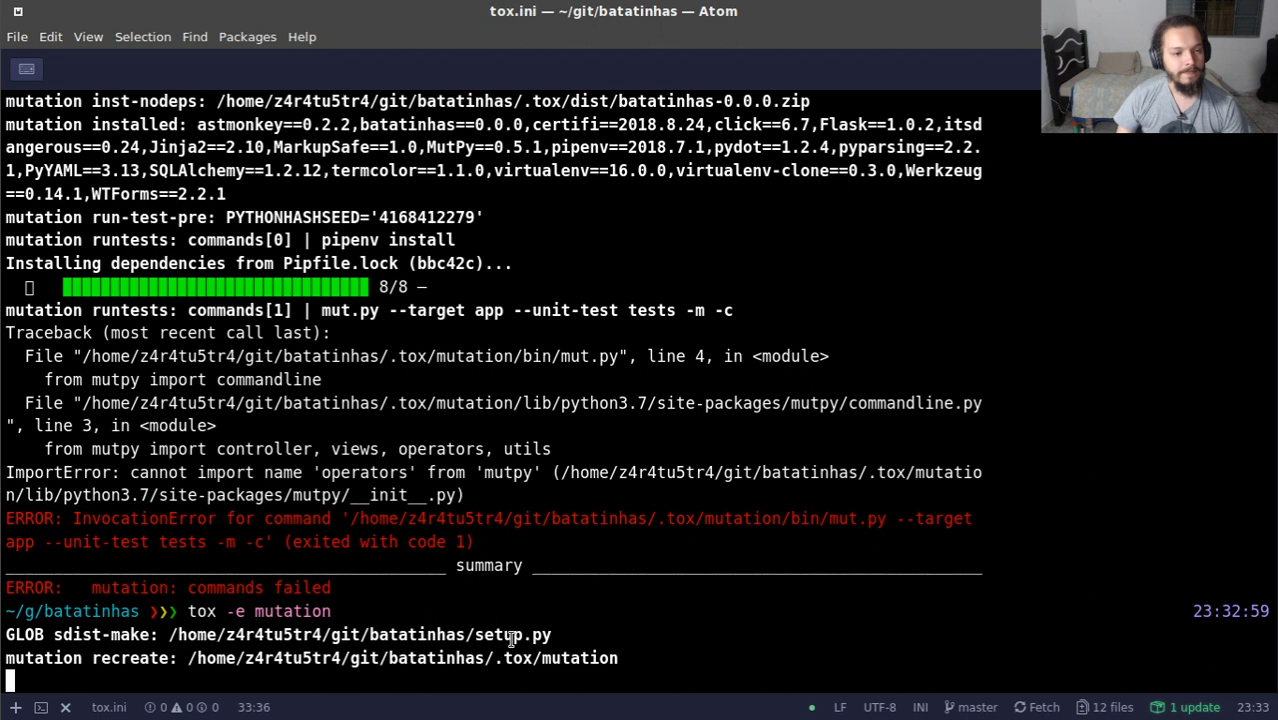 tox.ini — ~/git/batatinhas — Atom
File Edit View Selection Find Packages Help
mutation inst-nodeps: /home/z4r4tu5tr4/git/batatinhas/.tox/dist/batatinhas-0.0.0.zip
mutation installed: astmonkey==0.2.2,batatinhas==0.0.0,certifi==2018.8.24,click==6.7,Flask==1.0.2,itsd
angerous==0.24,Jinja2==2.10,MarkupSafe==1.0,MutPy==0.5.1,pipenv==2018.7.1,pydot==1.2.4,pyparsing==2.2.
1,PyYAML==3.13,SQLAlchemy==1.2.12,termcolor==1.1.0,virtualenv==16.0.0,virtualenv-clone==0.3.0,Werkzeug
==0.14.1,WTForms==2.2.1
mutation run-test-pre: PYTHONHASHSEED='4168412279'
mutation runtests: commands[0] | pipenv install
Installing dependencies from Pipfile.lock (bbc42c)...
8/8 —
mutation runtests: commands[1] | mut.py --target app --unit-test tests -m -c
Traceback (most recent call last):
File "/home/z4r4tu5tr4/git/batatinhas/.tox/mutation/bin/mut.py", line 4, in <module>
from mutpy import commandline
File "/home/z4r4tu5tr4/git/batatinhas/.tox/mutation/lib/python3.7/site-packages/mutpy/commandline.py
", line 3, in <module>
from mutpy import controller, views, operators, utils
ImportError: cannot import name 'operators' from 'mutpy' (/home/z4r4tu5tr4/git/batatinhas/.tox/mutatio
n/lib/python3.7/site-packages/mutpy/__init__.py)
ERROR: InvocationError for command '/home/z4r4tu5tr4/git/batatinhas/.tox/mutation/bin/mut.py --target
app --unit-test tests -m -c' (exited with code 1)
_______________________________________ summary ________________________________________
ERROR:   mutation: commands failed
~/g/batatinhas ❯❯❯ tox -e mutation 23:32:59
GLOB sdist-make: /home/z4r4tu5tr4/git/batatinhas/setup.py
mutation recreate: /home/z4r4tu5tr4/git/batatinhas/.tox/mutation
tox.ini 0 0 0 33:36 LF UTF-8 INI master Fetch 12 files 1 update 23:33